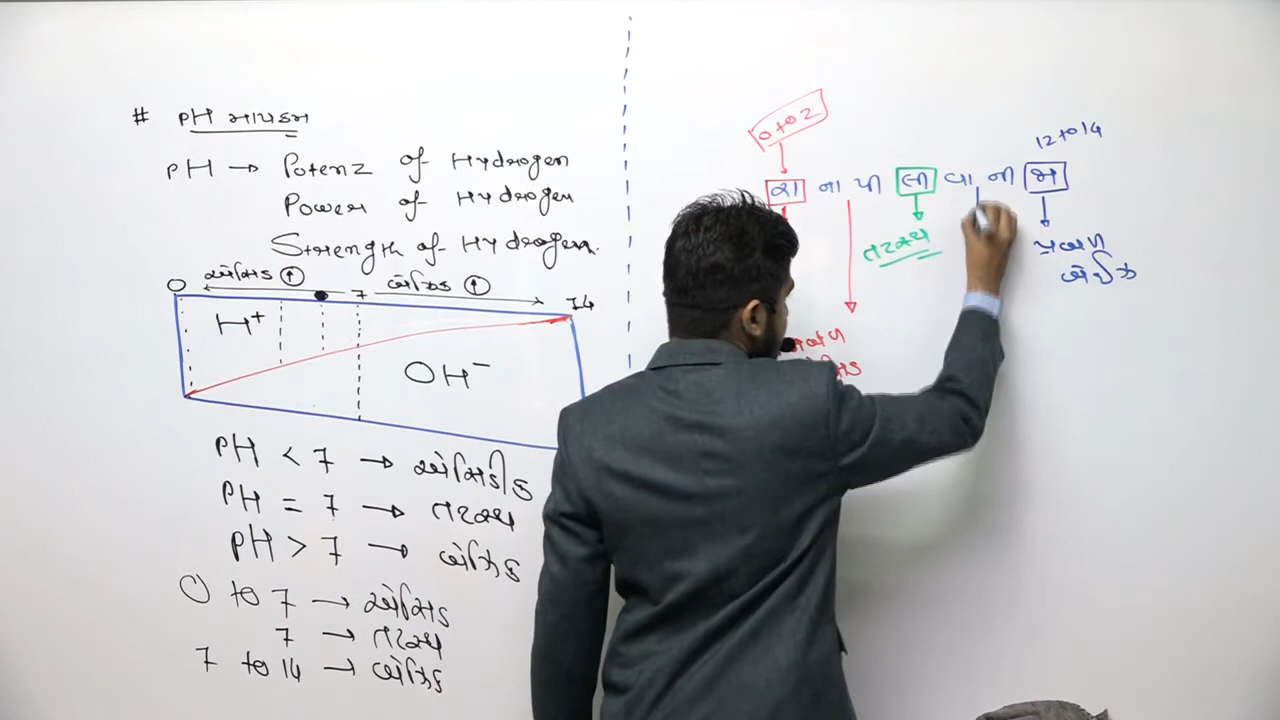 # pH માપક્રમ
pH → Potenz of Hydrogen
Power of Hydrogen
Strength of Hydrogen.
0 એસિડ ↑ 7 બેઝિક ↑ 14
H⁺
OH⁻
pH < 7 → એસિડીક
pH = 7 → તટસ્થ
pH > 7 → બેઝિક
0 to 7 → એસિડ
7 → તટસ્થ
7 to 14 → બેઝિક
0 to 2
12 to 14
રા ના પી લી વા ની જા
તટસ્થ
પ્રબળ
બેઈઝ